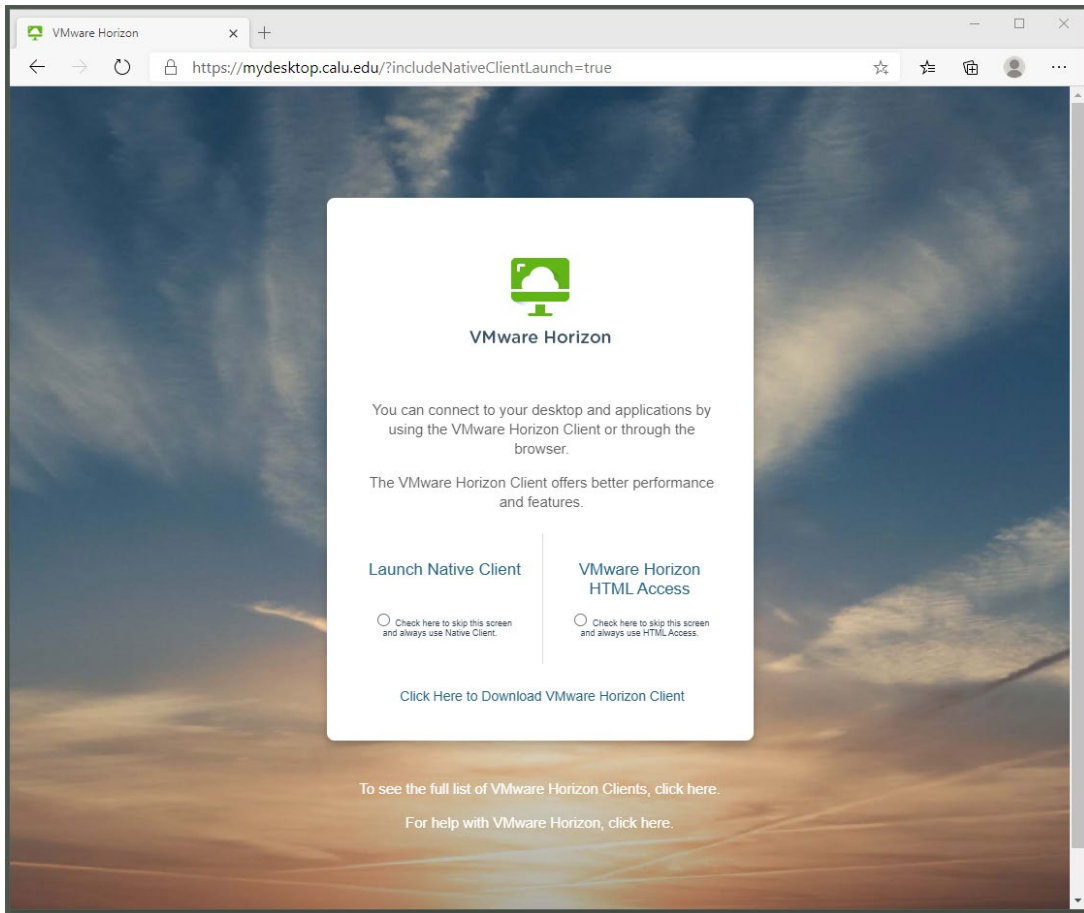 VMware Horizon
https://mydesktop.calu.edu/?includeNativeClientLaunch=true
VMware Horizon
You can connect to your desktop and applications by
using the VMware Horizon Client or through the
browser.
The VMware Horizon Client offers better performance
and features.
Launch Native Client
Check here to skip this screen
and always use Native Client.
VMware Horizon
HTML Access
Check here to skip this screen
and always use HTML Access.
Click Here to Download VMware Horizon Client
To see the full list of VMware Horizon Clients, click here.
For help with VMware Horizon, click here.